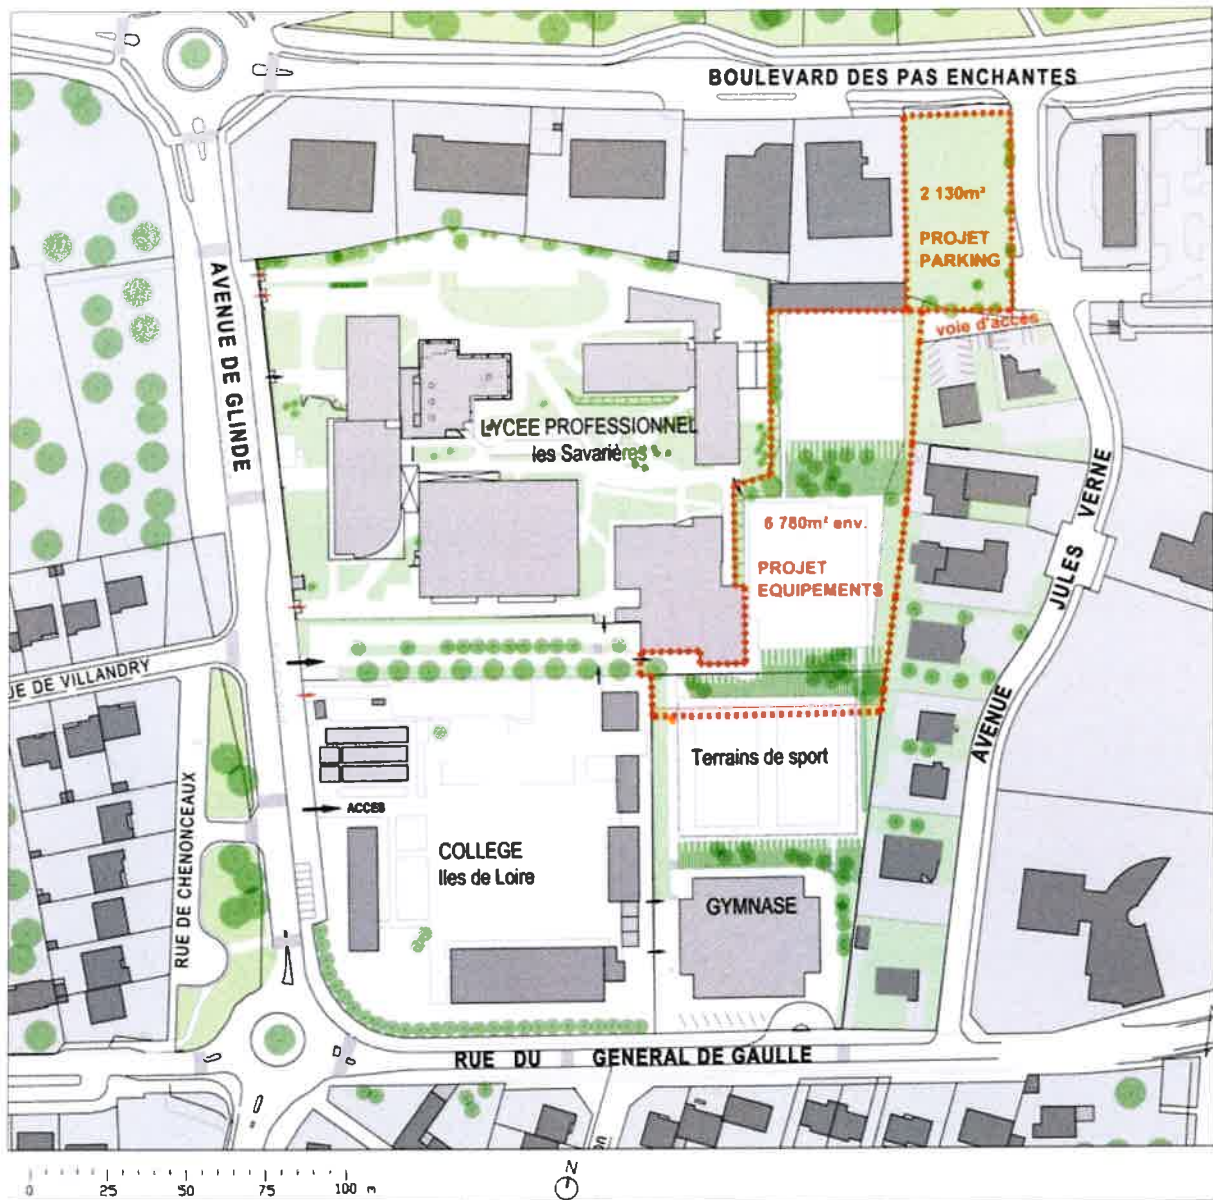 BOULEVARD DES PAS ENCHANTES
2 130m²
PROJET
PARKING
voie d'accès
AVENUE DE GLINDE
LYCEE PROFESSIONNEL
les Savarières
6 780m² env.
PROJET
EQUIPEMENTS
AVENUE JULES VERNE
UE DE VILLANDRY
RUE DE CHENONCEAUX
ACCES
Terrains de sport
COLLEGE
Iles de Loire
GYMNASE
RUE DU GENERAL DE GAULLE
on
0 25 50 75 100 m
N